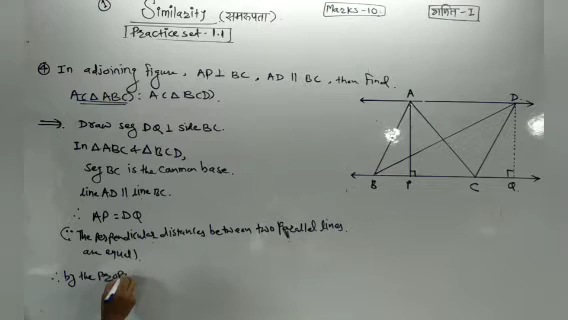 ①
Similarity (समरूपता).
Marks-10.
गणित-I
Practice set-1.1
④ In adjoining figure, AP⊥BC, AD || BC, then find
A(△ABC): A(△BCD).
⟹. Draw seg DQ⊥ side BC.
In △ABC & △BCD,
Seg BC is the common base.
line AD || line BC.
∴ AP = DQ
(∵ The Perpendicular distances between two Parallel lines
are equal).
∴ by the Prop
A
D
B
P
C
Q